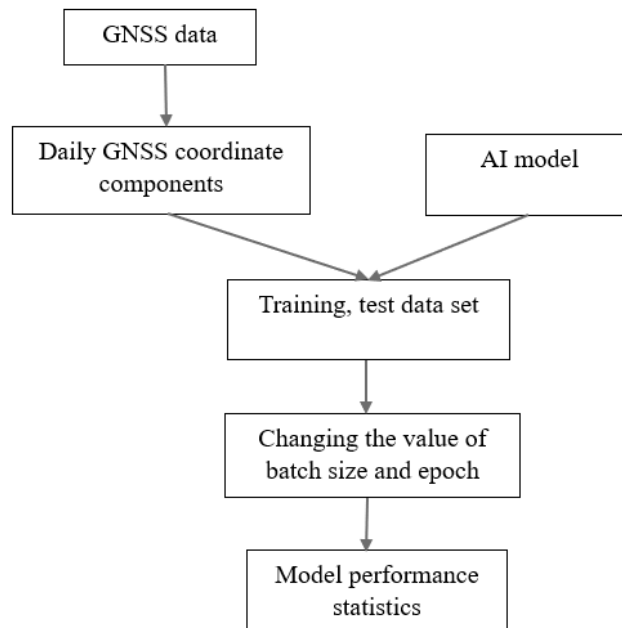 GNSS data
Daily GNSS coordinate
components
AI model
Training, test data set
Changing the value of
batch size and epoch
Model performance
statistics